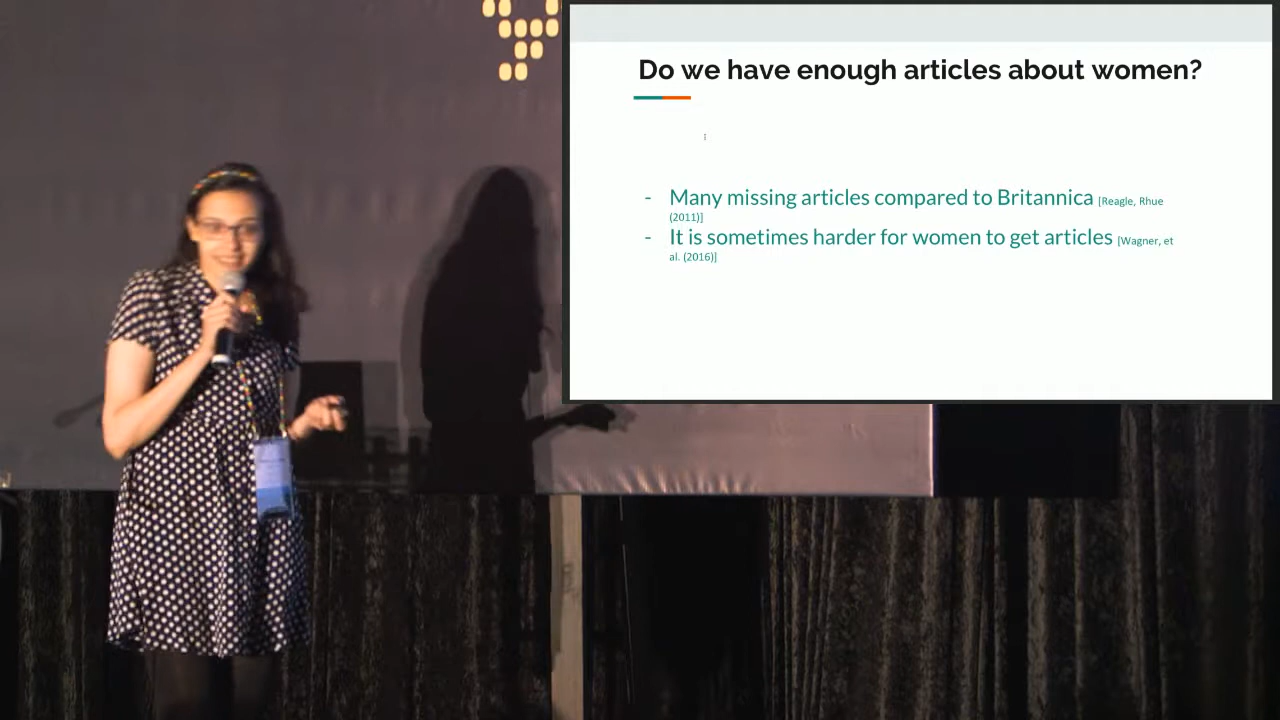 Do we have enough articles about women?
- Many missing articles compared to Britannica [Reagle, Rhue
(2011)]
- It is sometimes harder for women to get articles [Wagner, et
al. (2016)]